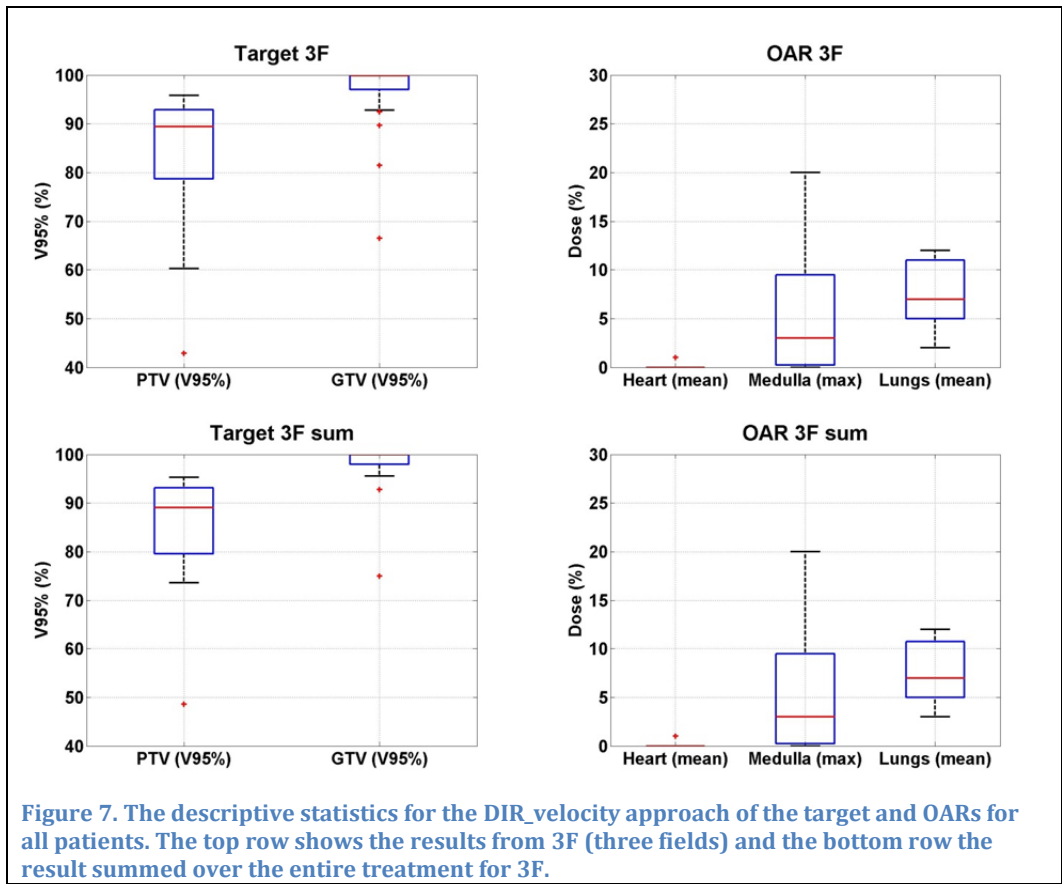 Target 3F
OAR 3F
V95% (%)
100
90
80
70
60
50
40
PTV (V95%)
GTV (V95%)
Dose (%)
30
25
20
15
10
5
0
Heart (mean)
Medulla (max)
Lungs (mean)
Target 3F sum
OAR 3F sum
V95% (%)
100
90
80
70
60
50
40
PTV (V95%)
GTV (V95%)
Dose (%)
30
25
20
15
10
5
0
Heart (mean)
Medulla (max)
Lungs (mean)
Figure 7. The descriptive statistics for the DIR_velocity approach of the target and OARs for
all patients. The top row shows the results from 3F (three fields) and the bottom row the
result summed over the entire treatment for 3F.